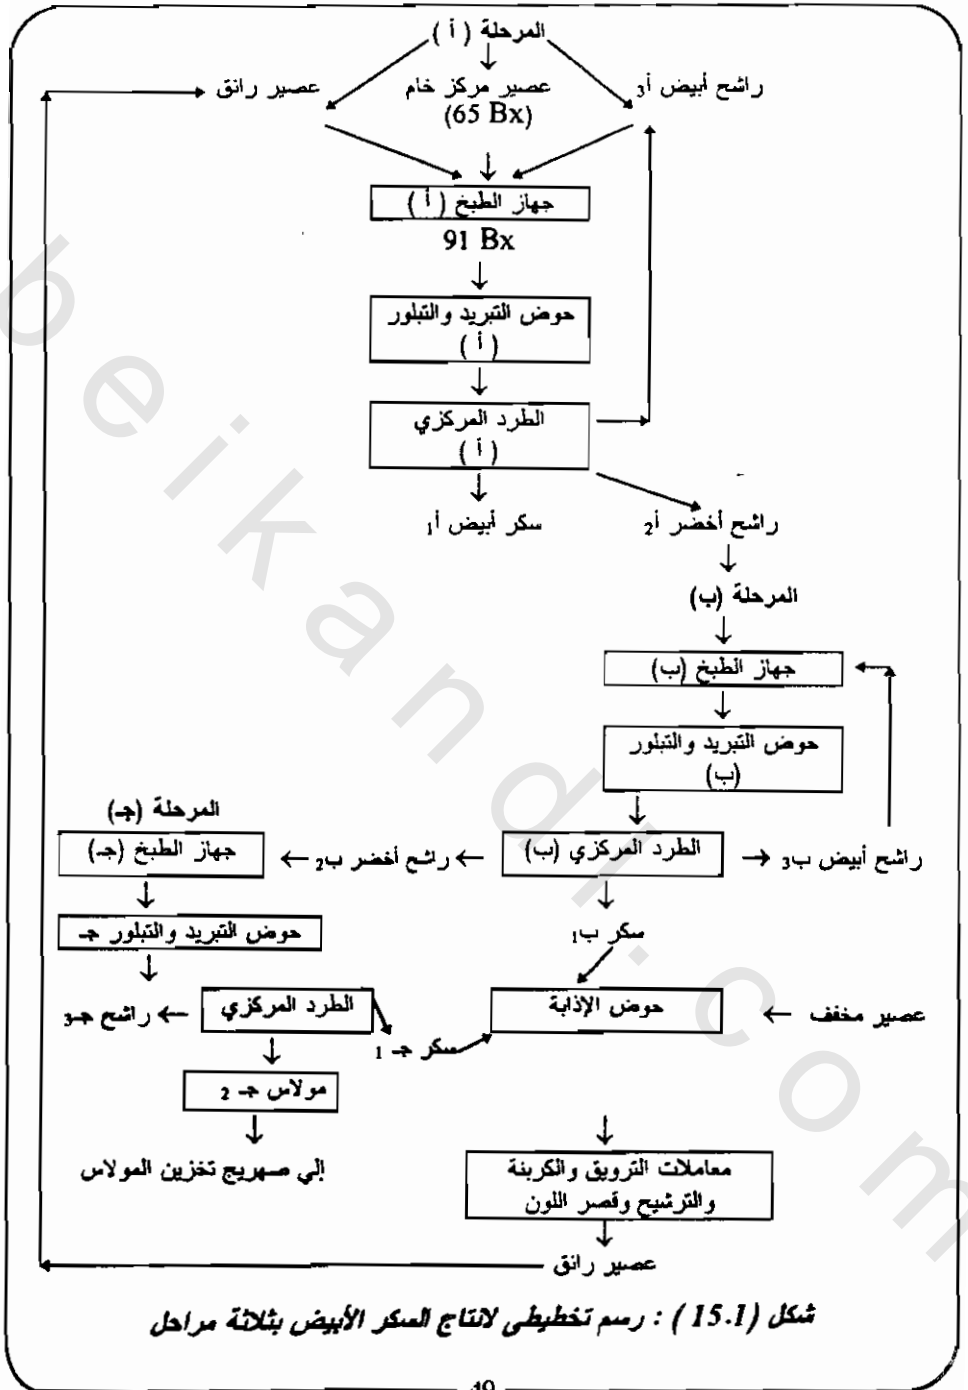 المرحلة ( أ )
راشح أبيض أ3
عصير مركز خام
(65 Bx)
عصير رائق
جهاز الطبخ ( أ )
91 Bx
حوض التبريد والتبلور
( أ )
الطرد المركزي
( أ )
سكر أبيض أ1
راشح أخضر أ2
المرحلة (ب)
جهاز الطبخ (ب)
حوض التبريد والتبلور
(ب)
راشح أبيض ب3
الطرد المركزي (ب)
راشح أخضر ب2
المرحلة (جـ)
جهاز الطبخ (جـ)
حوض التبريد والتبلور جـ
سكر ب1
عصير مخفف
حوض الإذابة
الطرد المركزي
راشح جـ3
سكر جـ 1
مولاس جـ 2
إلي صهريج تخزين المولاس
معاملات الترويق والكربنة
والترشيح وقصر اللون
عصير رائق
شكل (15.1) : رسم تخطيطى لانتاج السكر الأبيض بثلاثة مراحل
beikandi.com